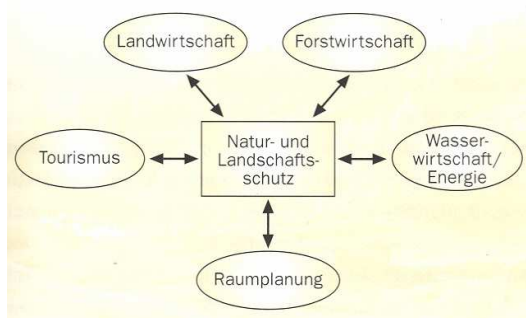 Landwirtschaft
Forstwirtschaft
Tourismus
Natur- und
Landschafts-
schutz
Wasser-
wirtschaft/
Energie
Raumplanung